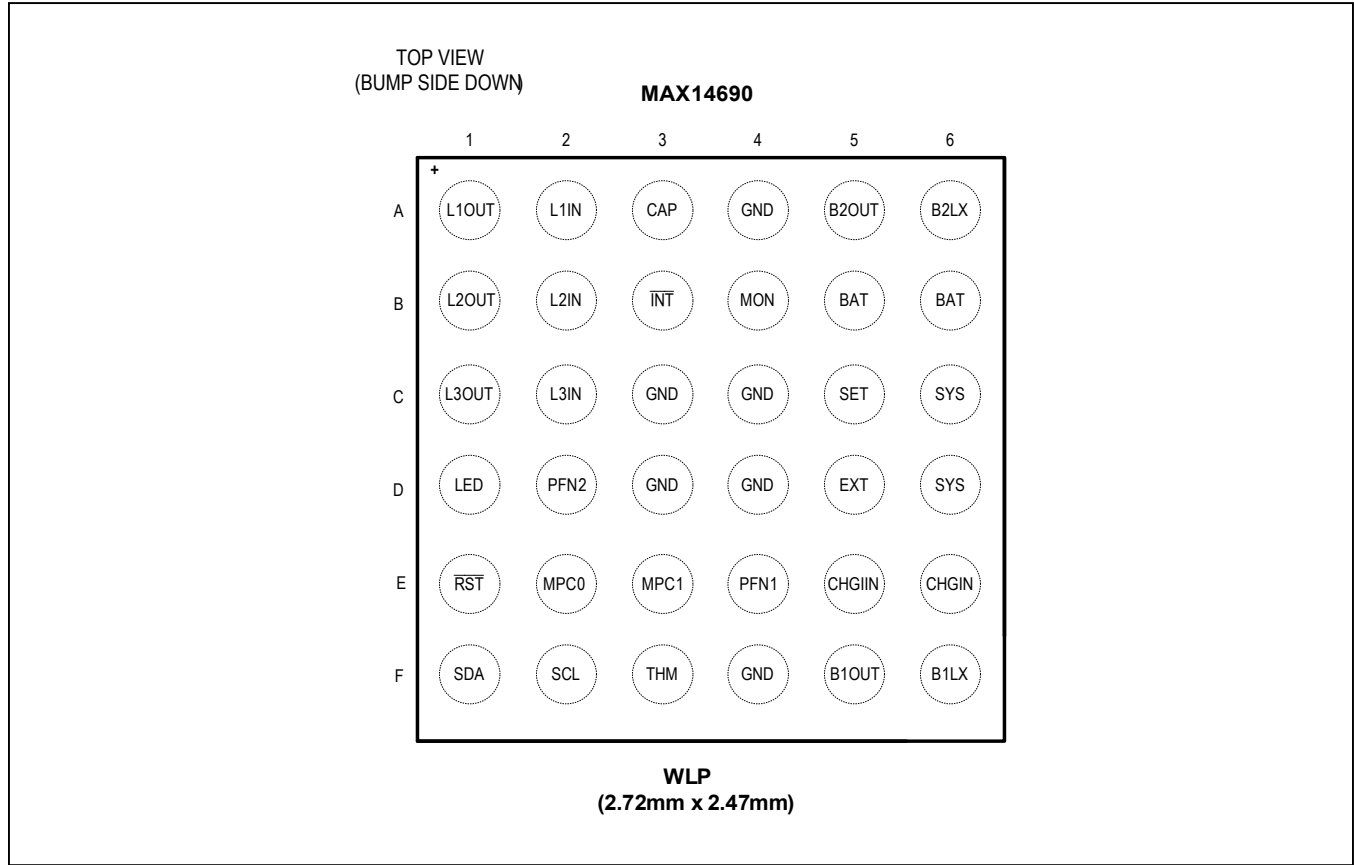 TOP VIEW
(BUMP SIDE DOWN)
MAX14690
1 2 3 4 5 6
+
A L1OUT L1IN CAP GND B2OUT B2LX
B L2OUT L2IN I̅N̅T̅ MON BAT BAT
C L3OUT L3IN GND GND SET SYS
D LED PFN2 GND GND EXT SYS
E R̅S̅T̅ MPC0 MPC1 PFN1 CHGIIN CHGIN
F SDA SCL THM GND B1OUT B1LX
WLP
(2.72mm x 2.47mm)